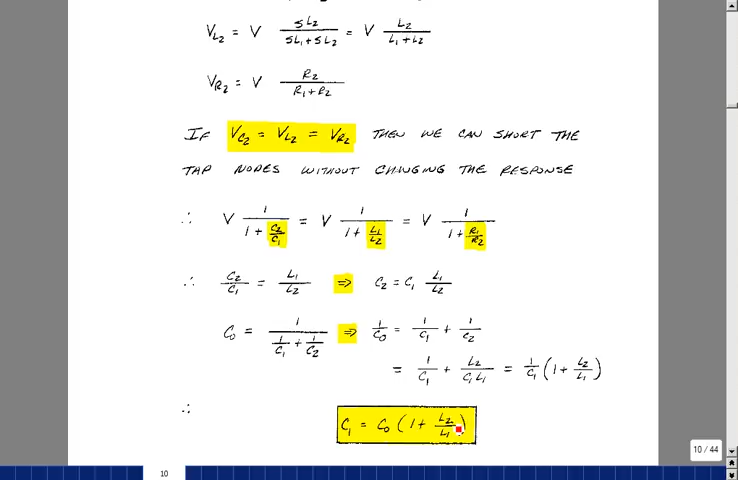 V_L2 = V SL2/(SL1+SL2) = V L2/(L1+L2)
V_R2 = V R2/(R1+R2)
IF V_C2 = V_L2 = V_R2 THEN WE CAN SHORT THE
TAP NODES WITHOUT CHANGING THE RESPONSE
∴ V 1/(1 + C2/C1) = V 1/(1 + L1/L2) = V 1/(1 + R1/R2)
∴ C2/C1 = L1/L2 ⇒ C2 = C1 L1/L2
C0 = 1/(1/C1 + 1/C2) ⇒ 1/C0 = 1/C1 + 1/C2
= 1/C1 + L2/(C1 L1) = 1/C1 (1 + L2/L1)
∴ C1 = C0 (1 + L2/L1)
10 / 44
10